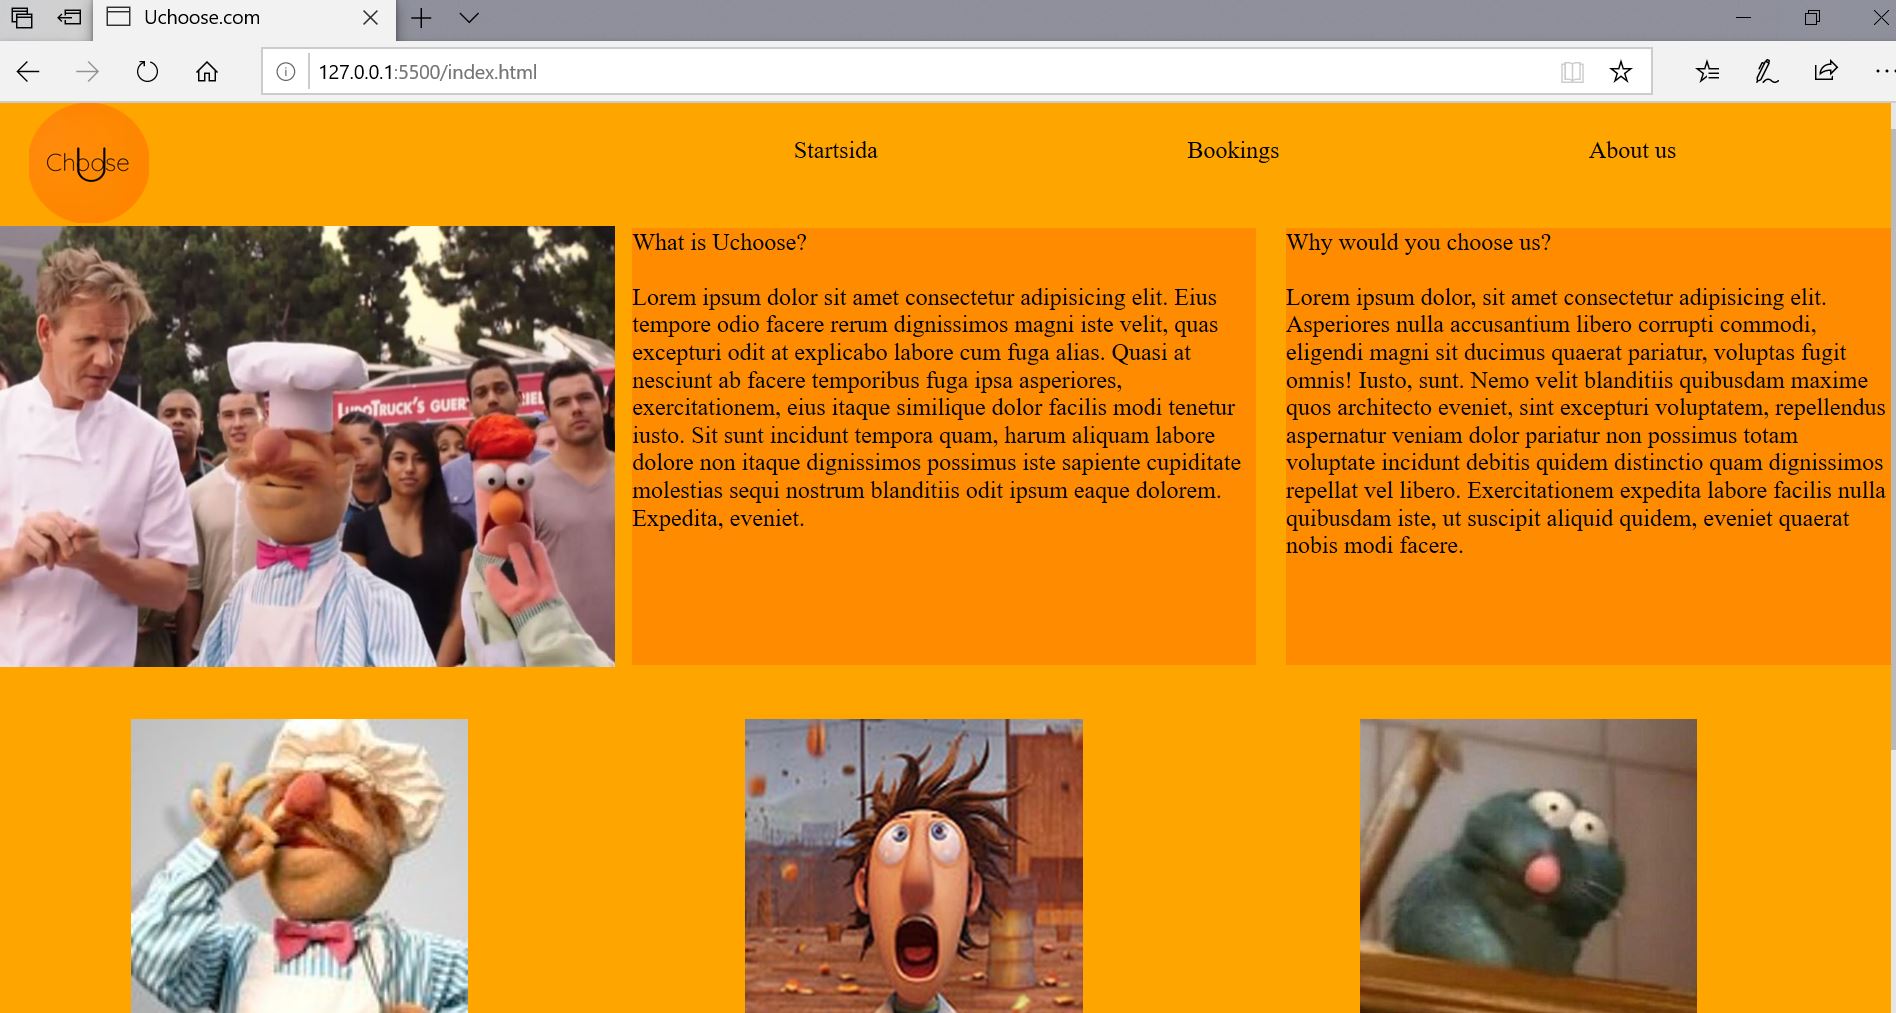 Uchoose.com
127.0.0.1:5500/index.html
Choose
Startsida
Bookings
About us
LUDOTRUCK'S
What is Uchoose?
Lorem ipsum dolor sit amet consectetur adipisicing elit. Eius
tempore odio facere rerum dignissimos magni iste velit, quas
excepturi odit at explicabo labore cum fuga alias. Quasi at
nesciunt ab facere temporibus fuga ipsa asperiores,
exercitationem, eius itaque similique dolor facilis modi tenetur
iusto. Sit sunt incidunt tempora quam, harum aliquam labore
dolore non itaque dignissimos possimus iste sapiente cupiditate
molestias sequi nostrum blanditiis odit ipsum eaque dolorem.
Expedita, eveniet.
Why would you choose us?
Lorem ipsum dolor, sit amet consectetur adipisicing elit.
Asperiores nulla accusantium libero corrupti commodi,
eligendi magni sit ducimus quaerat pariatur, voluptas fugit
omnis! Iusto, sunt. Nemo velit blanditiis quibusdam maxime
quos architecto eveniet, sint excepturi voluptatem, repellendus
aspernatur veniam dolor pariatur non possimus totam
voluptate incidunt debitis quidem distinctio quam dignissimos
repellat vel libero. Exercitationem expedita labore facilis nulla
quibusdam iste, ut suscipit aliquid quidem, eveniet quaerat
nobis modi facere.